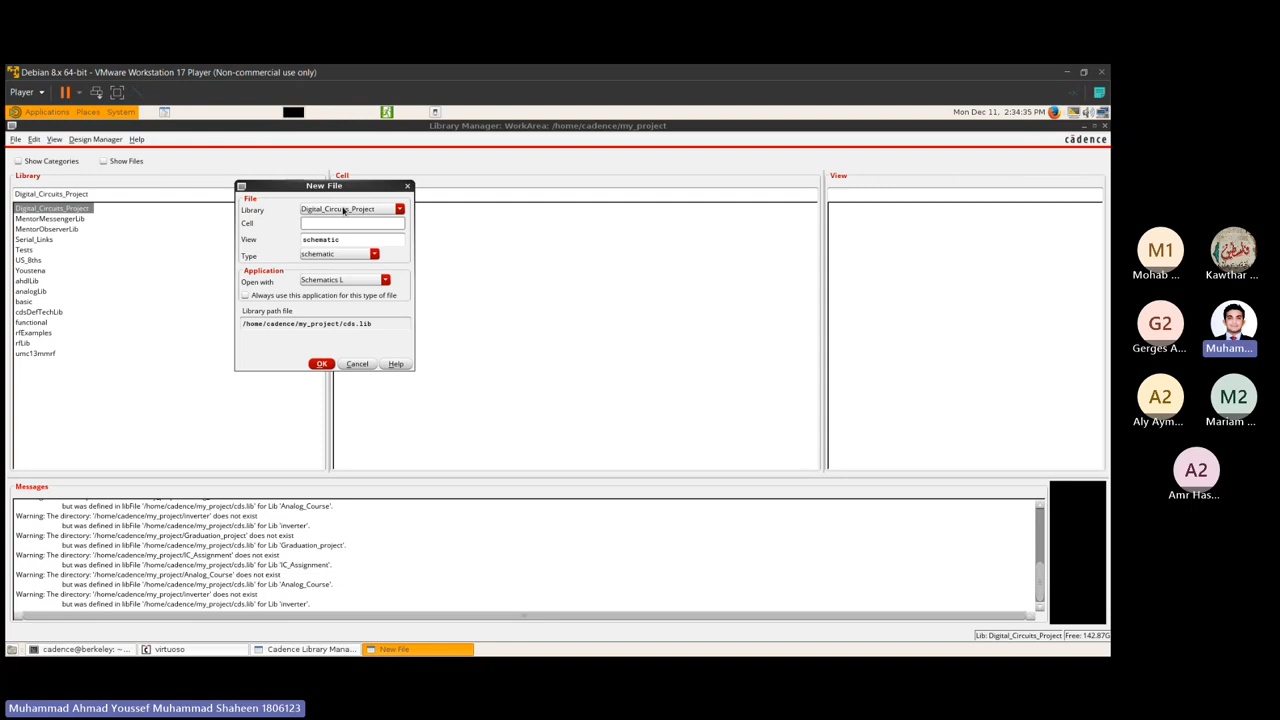 Debian 8.x 64-bit - VMware Workstation 17 Player (Non-commercial use only)
Player
Applications Places System
Mon Dec 11, 2:34:35 PM
Library Manager: WorkArea: /home/cadence/my_project
File Edit View Design Manager Help
cādence
Show Categories Show Files
Library
Cell
View
Digital_Circuits_Project
Digital_Circuits_Project
MentorMessengerLib
MentorObserverLib
Serial_Links
Tests
US_8ths
Youstena
ahdlLib
analogLib
basic
cdsDefTechLib
functional
rfExamples
rfLib
umc13mmrf
New File
File
Library Digital_Circuits_Project
Cell
View schematic
Type schematic
Application
Open with Schematics L
Always use this application for this type of file
Library path file
/home/cadence/my_project/cds.lib
OK Cancel Help
Messages
but was defined in libFile '/home/cadence/my_project/cds.lib' for Lib 'Analog_Course'.
Warning: The directory: '/home/cadence/my_project/inverter' does not exist
but was defined in libFile '/home/cadence/my_project/cds.lib' for Lib 'inverter'.
Warning: The directory: '/home/cadence/my_project/Graduation_project' does not exist
but was defined in libFile '/home/cadence/my_project/cds.lib' for Lib 'Graduation_project'.
Warning: The directory: '/home/cadence/my_project/IC_Assignment' does not exist
but was defined in libFile '/home/cadence/my_project/cds.lib' for Lib 'IC_Assignment'.
Warning: The directory: '/home/cadence/my_project/Analog_Course' does not exist
but was defined in libFile '/home/cadence/my_project/cds.lib' for Lib 'Analog_Course'.
Warning: The directory: '/home/cadence/my_project/inverter' does not exist
but was defined in libFile '/home/cadence/my_project/cds.lib' for Lib 'inverter'.
Lib: Digital_Circuits_Project Free: 142.87G
cadence@berkeley: ~... virtuoso Cadence Library Mana... New File
M1
Mohab ... Kawthar ...
G2
Gerges A... Muham...
A2 M2
Aly Aym... Mariam ...
A2
Amr Has...
Muhammad Ahmad Youssef Muhammad Shaheen 1806123